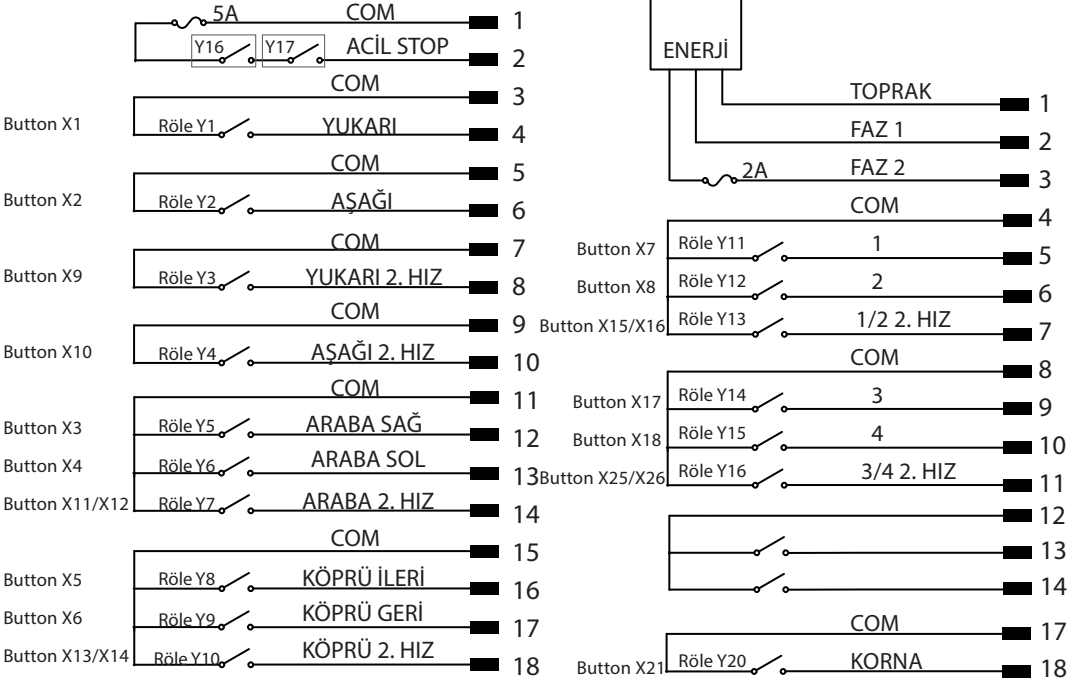 5A COM 1
Y16 Y17 ACİL STOP 2
COM 3
Button X1 Röle Y1 YUKARI 4
COM 5
Button X2 Röle Y2 AŞAĞI 6
COM 7
Button X9 Röle Y3 YUKARI 2. HIZ 8
COM 9
Button X10 Röle Y4 AŞAĞI 2. HIZ 10
COM 11
Button X3 Röle Y5 ARABA SAĞ 12
Button X4 Röle Y6 ARABA SOL 13
Button X11/X12 Röle Y7 ARABA 2. HIZ 14
COM 15
Button X5 Röle Y8 KÖPRÜ İLERİ 16
Button X6 Röle Y9 KÖPRÜ GERİ 17
Button X13/X14 Röle Y10 KÖPRÜ 2. HIZ 18
ENERJİ
TOPRAK 1
FAZ 1 2
2A FAZ 2 3
COM 4
Button X7 Röle Y11 1 5
Button X8 Röle Y12 2 6
Button X15/X16 Röle Y13 1/2 2. HIZ 7
COM 8
Button X17 Röle Y14 3 9
Button X18 Röle Y15 4 10
Button X25/X26 Röle Y16 3/4 2. HIZ 11
12
13
14
COM 17
Button X21 Röle Y20 KORNA 18